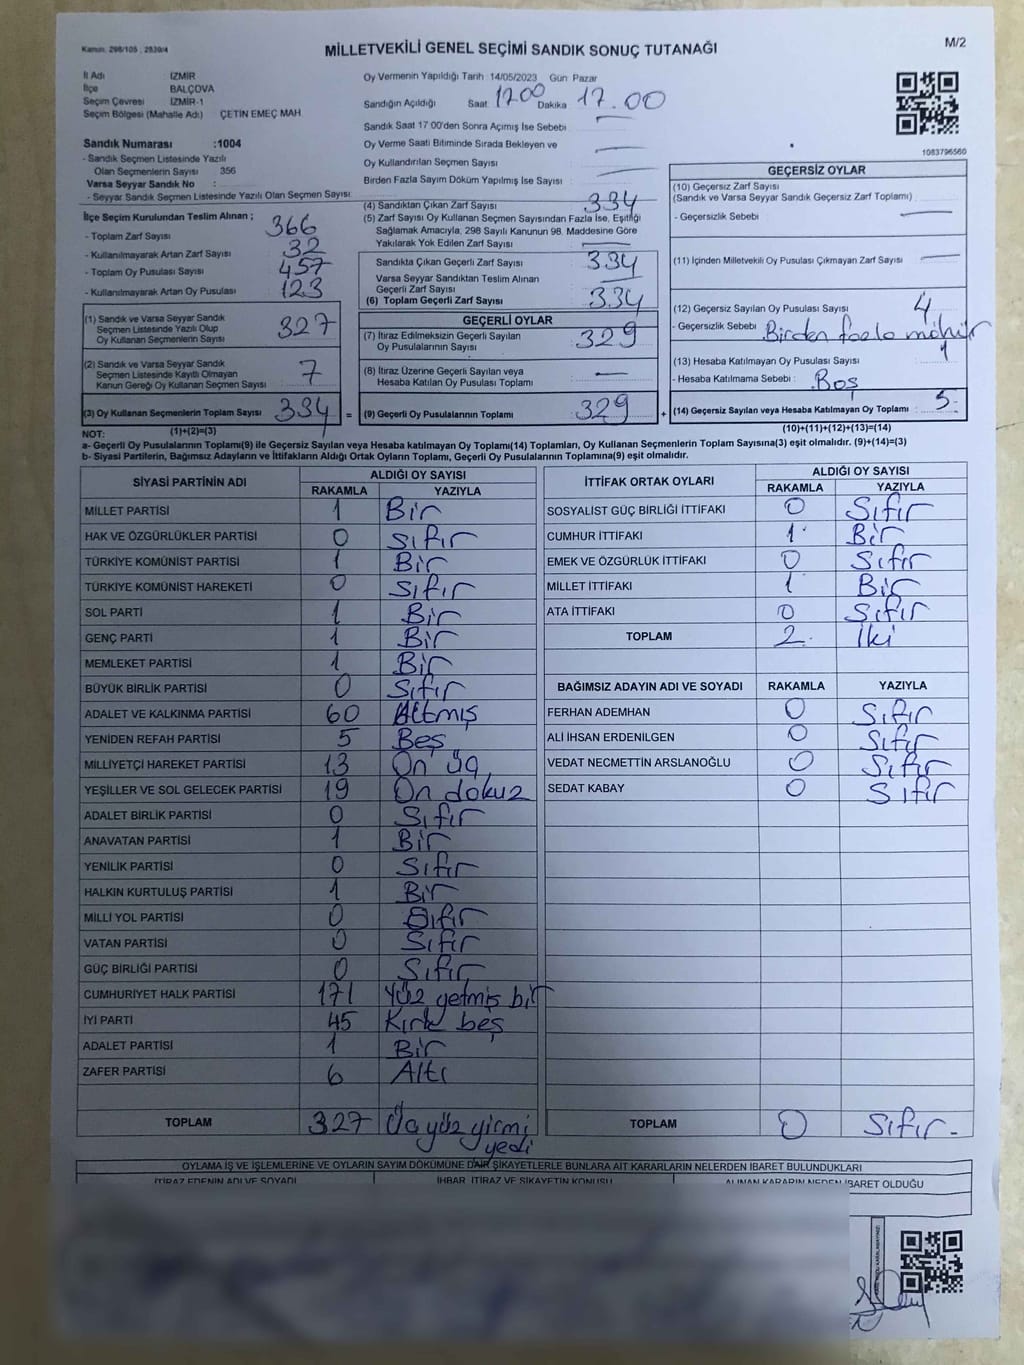 Kanun, 298/105 ; 2839/4
MİLLETVEKİLİ GENEL SEÇİMİ SANDIK SONUÇ TUTANAĞI
M/2
İl Adı İZMİR
İlçe BALÇOVA
Seçim Çevresi İZMİR-1
Seçim Bölgesi (Mahalle Adı) ÇETİN EMEÇ MAH.
Sandık Numarası :1004
- Sandık Seçmen Listesinde Yazılı
Olan Seçmenlerin Sayısı 356
Varsa Seyyar Sandık No :
- Seyyar Sandık Seçmen Listesinde Yazılı Olan Seçmen Sayısı:
Oy Vermenin Yapıldığı Tarih :14/05/2023 Gün :Pazar
Sandığın Açıldığı Saat 1700 Dakika 17.00
Sandık Saat 17:00'den Sonra Açımış İse Sebebi
Oy Verme Saati Bitiminde Sırada Bekleyen ve
Oy Kullandırılan Seçmen Sayısı :
Birden Fazla Sayım Döküm Yapılmış İse Sayısı :
1083796560
İlçe Seçim Kurulundan Teslim Alınan ;
- Toplam Zarf Sayısı 366
- Kullanılmayarak Artan Zarf Sayısı 32
- Toplam Oy Pusulası Sayısı 457
- Kullanılmayarak Artan Oy Pusulası 123
(1) Sandık ve Varsa Seyyar Sandık
Seçmen Listesinde Yazılı Olup
Oy Kullanan Seçmenlerin Sayısı 327
(2) Sandık ve Varsa Seyyar Sandık
Seçmen Listesinde Kayıtlı Olmayan
Kanun Gereği Oy Kullanan Seçmen Sayısı 7
(3) Oy Kullanan Seçmenlerin Toplam Sayısı 334 =
(1)+(2)=(3)
(4) Sandıktan Çıkan Zarf Sayısı : 334
(5) Zarf Sayısı Oy Kullanan Seçmen Sayısından Fazla İse, Eşitliği
Sağlamak Amacıyla, 298 Sayılı Kanunun 98. Maddesine Göre
Yakılarak Yok Edilen Zarf Sayısı :
Sandıkta Çıkan Geçerli Zarf Sayısı : 334
Varsa Seyyar Sandıktan Teslim Alınan
Geçerli Zarf Sayısı :
(6) Toplam Geçerli Zarf Sayısı : 334
GEÇERLİ OYLAR
(7) İtiraz Edilmeksizin Geçerli Sayılan
Oy Pusulalarının Sayısı : 329
(8) İtiraz Üzerine Geçerli Sayılan veya
Hesaba Katılan Oy Pusulası Toplamı :
(9) Geçerli Oy Pusulalarının Toplamı : 329 +
GEÇERSİZ OYLAR
(10) Geçersiz Zarf Sayısı
(Sandık ve Varsa Seyyar Sandık Geçersiz Zarf Toplamı) :
- Geçersizlik Sebebi :
(11) İçinden Milletvekili Oy Pusulası Çıkmayan Zarf Sayısı :
(12) Geçersiz Sayılan Oy Pusulası Sayısı : 4
- Geçersizlik Sebebi : Birden fazla mühür
(13) Hesaba Katılmayan Oy Pusulası Sayısı : 1
- Hesaba Katılmama Sebebi : Boş
(14) Geçersiz Sayılan veya Hesaba Katılmayan Oy Toplamı : 5
(10)+(11)+(12)+(13)=(14)
NOT:
a- Geçerli Oy Pusulalarının Toplamı(9) ile Geçersiz Sayılan veya Hesaba katılmayan Oy Toplamı(14) Toplamları, Oy Kullanan Seçmenlerin Toplam Sayısına(3) eşit olmalıdır. (9)+(14)=(3)
b- Siyasi Partilerin, Bağımsız Adayların ve İttifakların Aldığı Ortak Oyların Toplamı, Geçerli Oy Pusulalarının Toplamına(9) eşit olmalıdır.
SİYASİ PARTİNİN ADI ALDIĞI OY SAYISI
RAKAMLA YAZIYLA
MİLLET PARTİSİ 1 Bir
HAK VE ÖZGÜRLÜKLER PARTİSİ 0 Sıfır
TÜRKİYE KOMÜNİST PARTİSİ 1 Bir
TÜRKİYE KOMÜNİST HAREKETİ 0 Sıfır
SOL PARTİ 1 Bir
GENÇ PARTİ 1 Bir
MEMLEKET PARTİSİ 1 Bir
BÜYÜK BİRLİK PARTİSİ 0 Sıfır
ADALET VE KALKINMA PARTİSİ 60 Altmış
YENİDEN REFAH PARTİSİ 5 Beş
MİLLİYETÇİ HAREKET PARTİSİ 13 On üç
YEŞİLLER VE SOL GELECEK PARTİSİ 19 On dokuz
ADALET BİRLİK PARTİSİ 0 Sıfır
ANAVATAN PARTİSİ 1 Bir
YENİLİK PARTİSİ 0 Sıfır
HALKIN KURTULUŞ PARTİSİ 1 Bir
MİLLİ YOL PARTİSİ 0 Sıfır
VATAN PARTİSİ 0 Sıfır
GÜÇ BİRLİĞİ PARTİSİ 0 Sıfır
CUMHURİYET HALK PARTİSİ 171 Yüz yetmiş bir
İYİ PARTİ 45 Kırk beş
ADALET PARTİSİ 1 Bir
ZAFER PARTİSİ 6 Altı
TOPLAM 327 Üç yüz yirmi
yedi
İTTİFAK ORTAK OYLARI ALDIĞI OY SAYISI
RAKAMLA YAZIYLA
SOSYALİST GÜÇ BİRLİĞİ İTTİFAKI 0 Sıfır
CUMHUR İTTİFAKI 1 Bir
EMEK VE ÖZGÜRLÜK İTTİFAKI 0 Sıfır
MİLLET İTTİFAKI 1 Bir
ATA İTTİFAKI 0 Sıfır
TOPLAM 2 İki
BAĞIMSIZ ADAYIN ADI VE SOYADI RAKAMLA YAZIYLA
FERHAN ADEMHAN 0 Sıfır
ALİ İHSAN ERDENİLGEN 0 Sıfır
VEDAT NECMETTİN ARSLANOĞLU 0 Sıfır
SEDAT KABAY 0 Sıfır
TOPLAM 0 Sıfır
OYLAMA İŞ VE İŞLEMLERİNE VE OYLARIN SAYIM DÖKÜMÜNE DAİR ŞİKAYETLERLE BUNLARA AİT KARARLARIN NELERDEN İBARET BULUNDUKLARI
İTİRAZ EDENİN ADI VE SOYADI İHBAR, İTİRAZ VE ŞİKAYETİN KONUSU ALINAN KARARIN NEDEN İBARET OLDUĞU